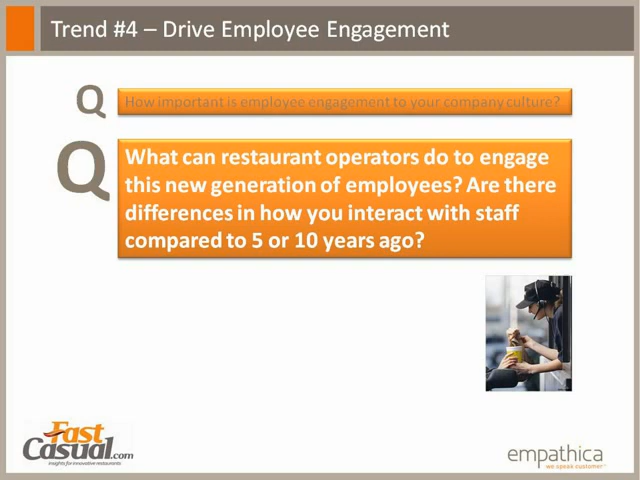 Trend #4 – Drive Employee Engagement
Q
How important is employee engagement to your company culture?
Q
What can restaurant operators do to engage
this new generation of employees? Are there
differences in how you interact with staff
compared to 5 or 10 years ago?
Fast
Casual.com
insights for innovative restaurants
empathica
we speak customer